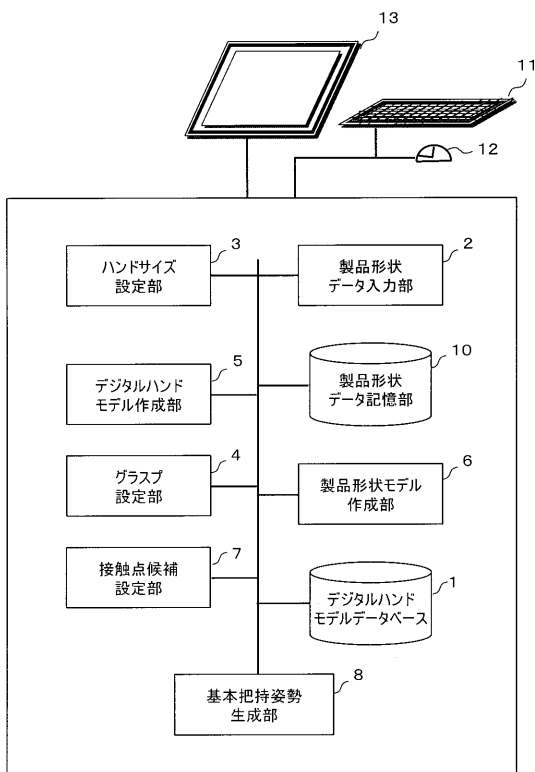 13
11
12
3
ハンドサイズ
設定部
2
製品形状
データ入力部
5
デジタルハンド
モデル作成部
10
製品形状
データ記憶部
4
グラスプ
設定部
6
製品形状モデル
作成部
7
接触点候補
設定部
1
デジタルハンド
モデルデータベース
8
基本把持姿勢
生成部